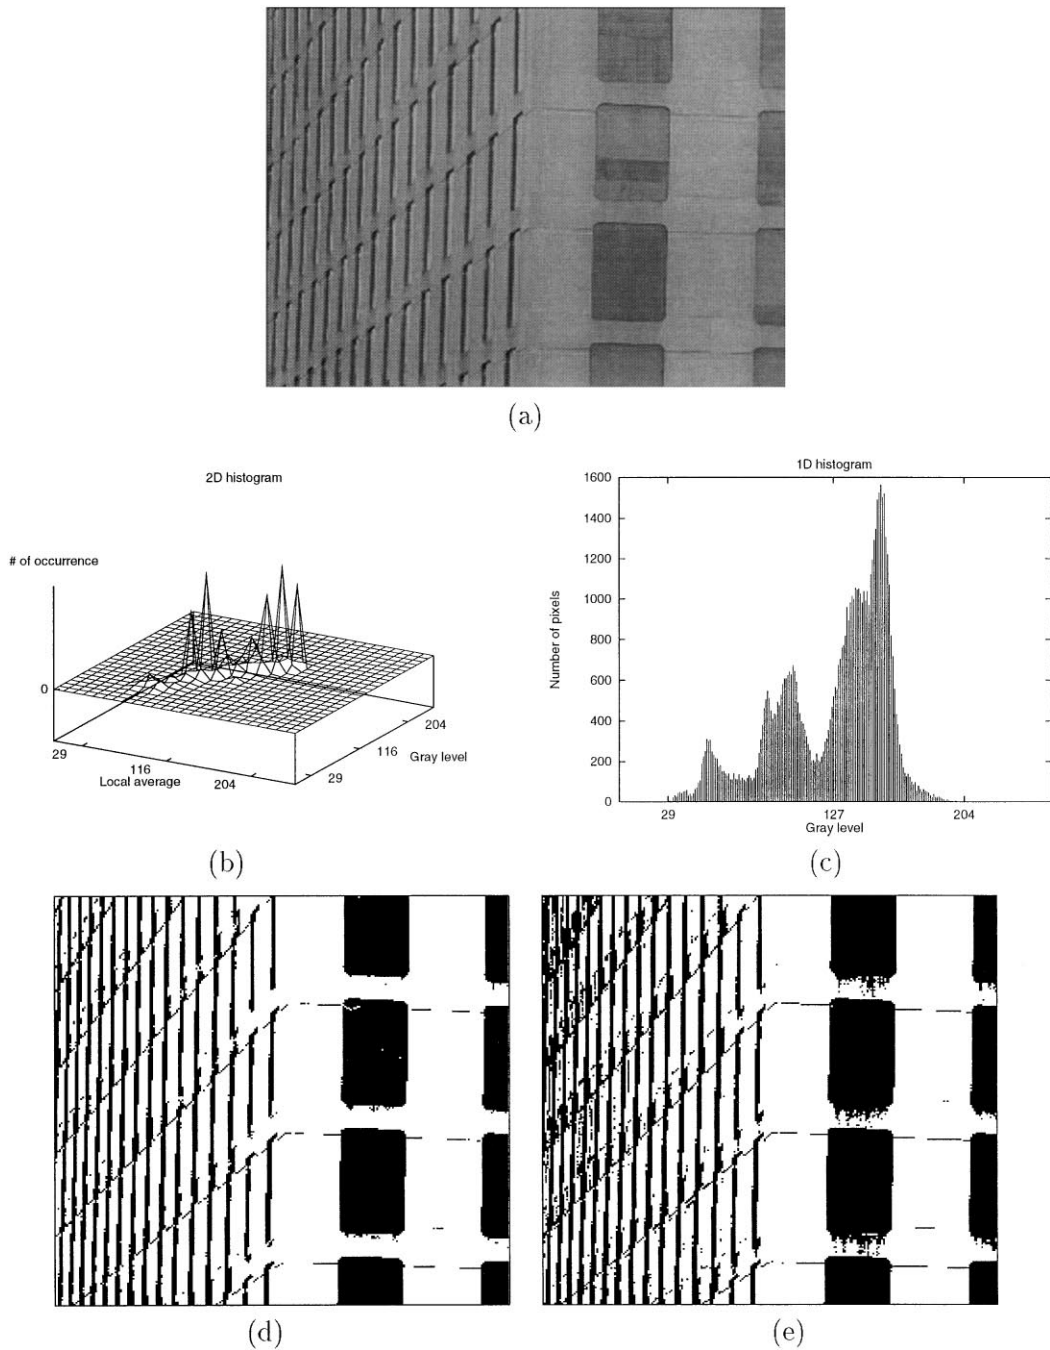 (a)
2D histogram
# of occurrence
0
29
116
204
Local average
29
116
204
Gray level
(b)
1D histogram
1600
1400
1200
1000
800
600
400
200
0
Number of pixels
29
127
204
Gray level
(c)
(d)
(e)